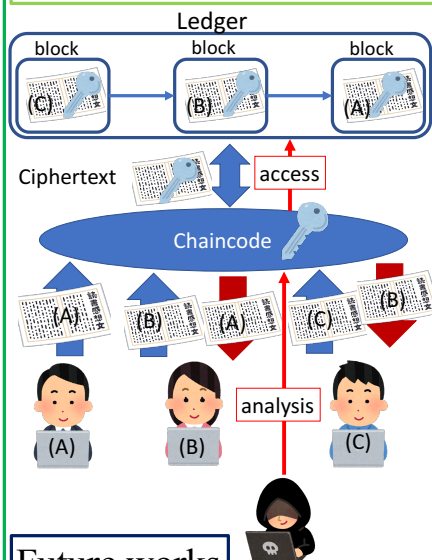 Ledger
block
block
block
(C)
(B)
(A)
Ciphertext
access
Chaincode
(A)
(B)
(A)
(C)
(B)
analysis
(A)
(B)
(C)
Future works